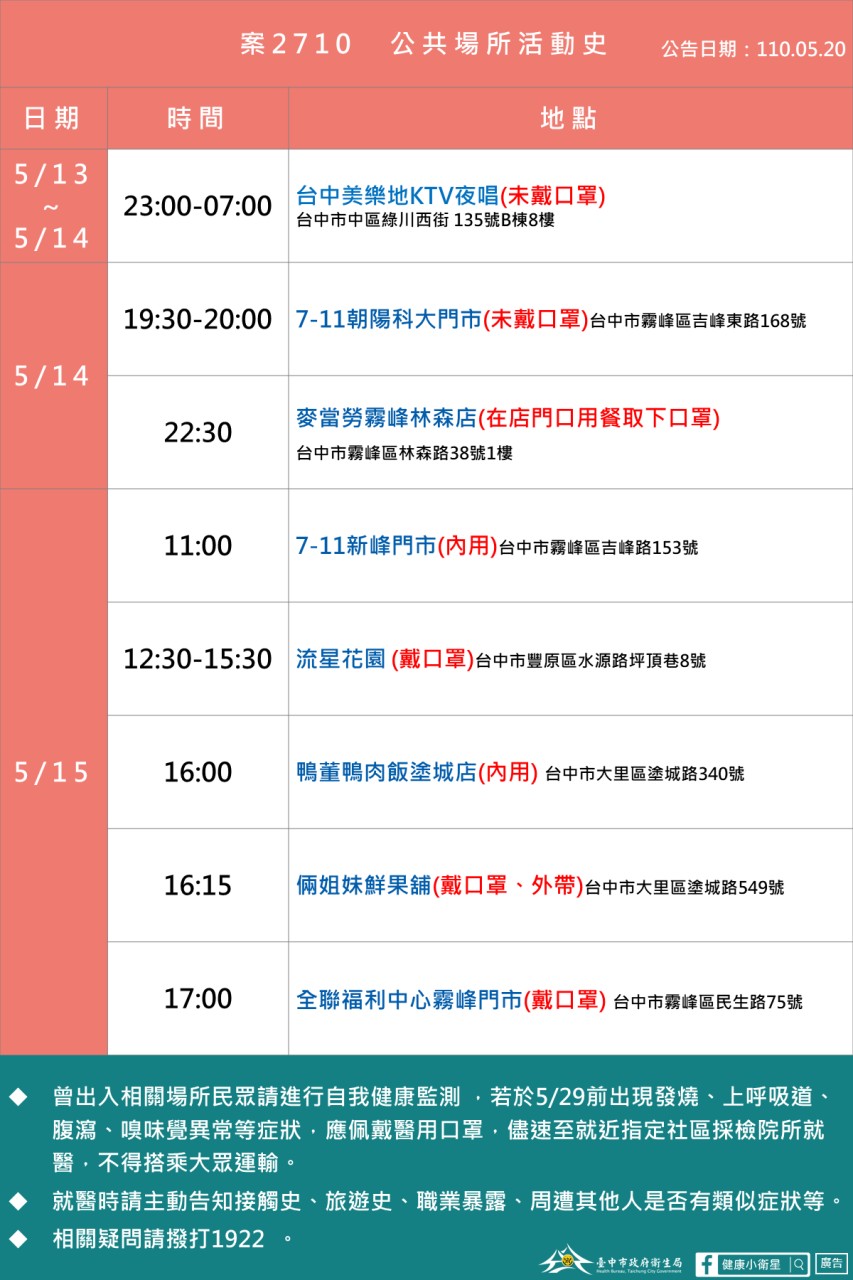 案2710 公共場所活動史 公告日期：110.05.20
日期 時間 地點
5/13
~
5/14
23:00-07:00
台中美樂地KTV夜唱(未戴口罩)
台中市中區綠川西街 135號B棟8樓
5/14
19:30-20:00
7-11朝陽科大門市(未戴口罩)台中市霧峰區吉峰東路168號
22:30
麥當勞霧峰林森店(在店門口用餐取下口罩)
台中市霧峰區林森路38號1樓
5/15
11:00
7-11新峰門市(內用)台中市霧峰區吉峰路153號
12:30-15:30
流星花園 (戴口罩)台中市豐原區水源路坪頂巷8號
16:00
鴨董鴨肉飯塗城店(內用) 台中市大里區塗城路340號
16:15
倆姐妹鮮果舖(戴口罩、外帶)台中市大里區塗城路549號
17:00
全聯福利中心霧峰門市(戴口罩) 台中市霧峰區民生路75號
◆ 曾出入相關場所民眾請進行自我健康監測 ，若於5/29前出現發燒、上呼吸道、
腹瀉、嗅味覺異常等症狀，應佩戴醫用口罩，儘速至就近指定社區採檢院所就
醫，不得搭乘大眾運輸。
◆ 就醫時請主動告知接觸史、旅遊史、職業暴露、周遭其他人是否有類似症狀等。
◆ 相關疑問請撥打1922 。
臺中市政府衛生局
Health Bureau, Taichung City Government
健康小衛星
廣告